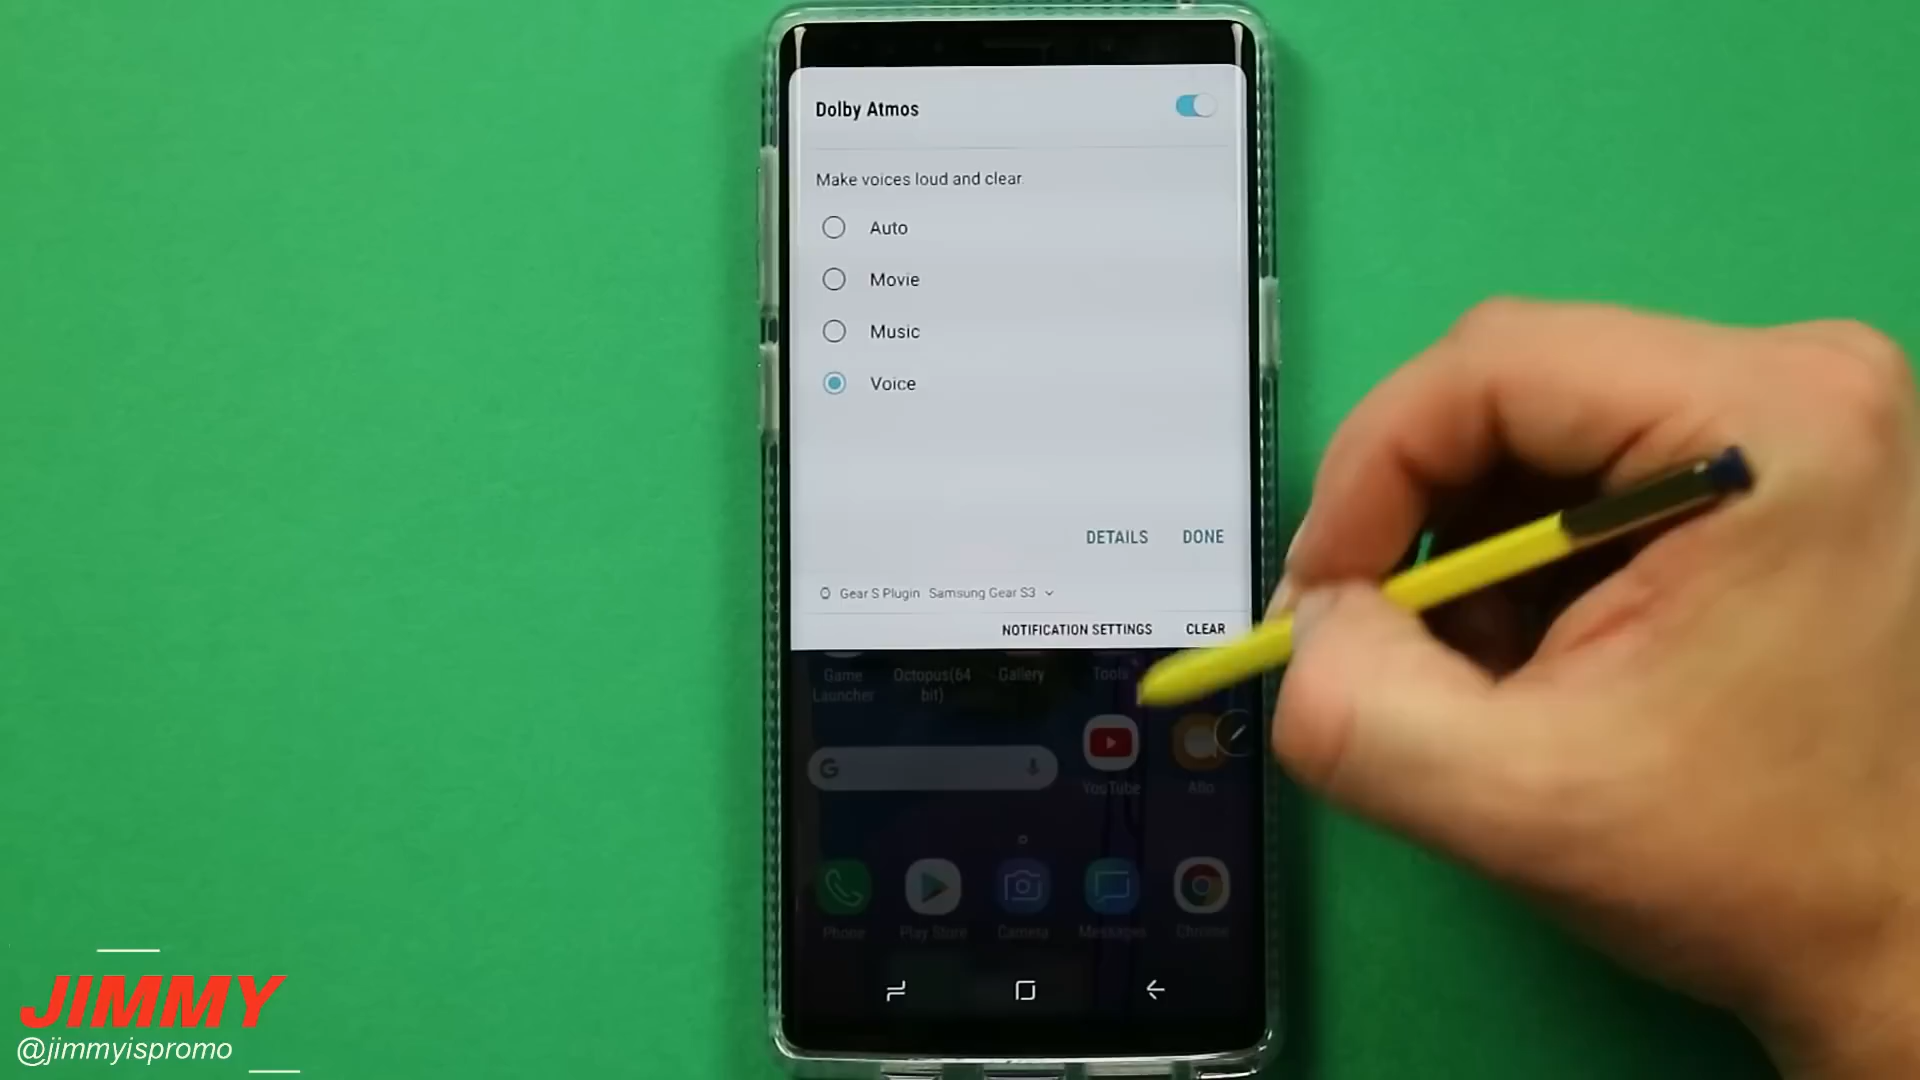 Dolby Atmos
Make voices loud and clear.
Auto
Movie
Music
Voice
DETAILS DONE
Gear S Plugin Samsung Gear S3
NOTIFICATION SETTINGS CLEAR
Game Launcher
Octopus(64 bit)
Gallery
Tools
YouTube
Allo
Phone
Play Store
Camera
Messages
Chrome
JIMMY
@jimmyispromo